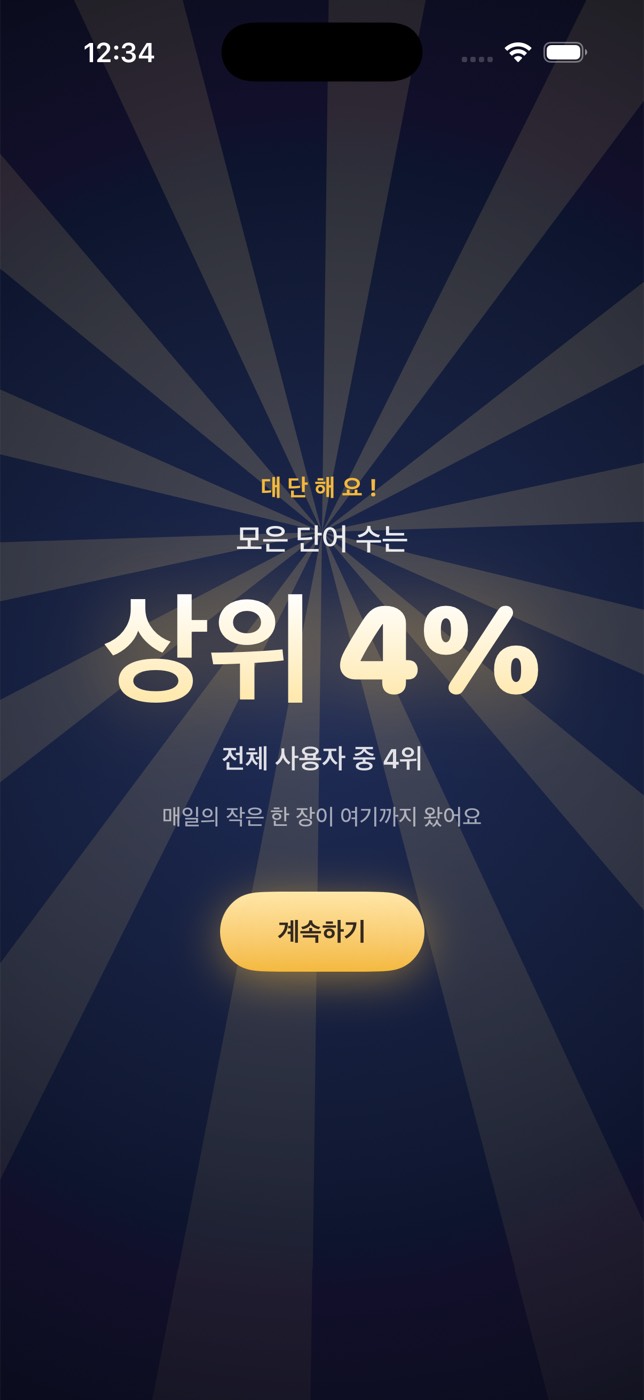 12:34
대단해요!
모은 단어 수는
상위 4%
전체 사용자 중 4위
매일의 작은 한 장이 여기까지 왔어요
계속하기